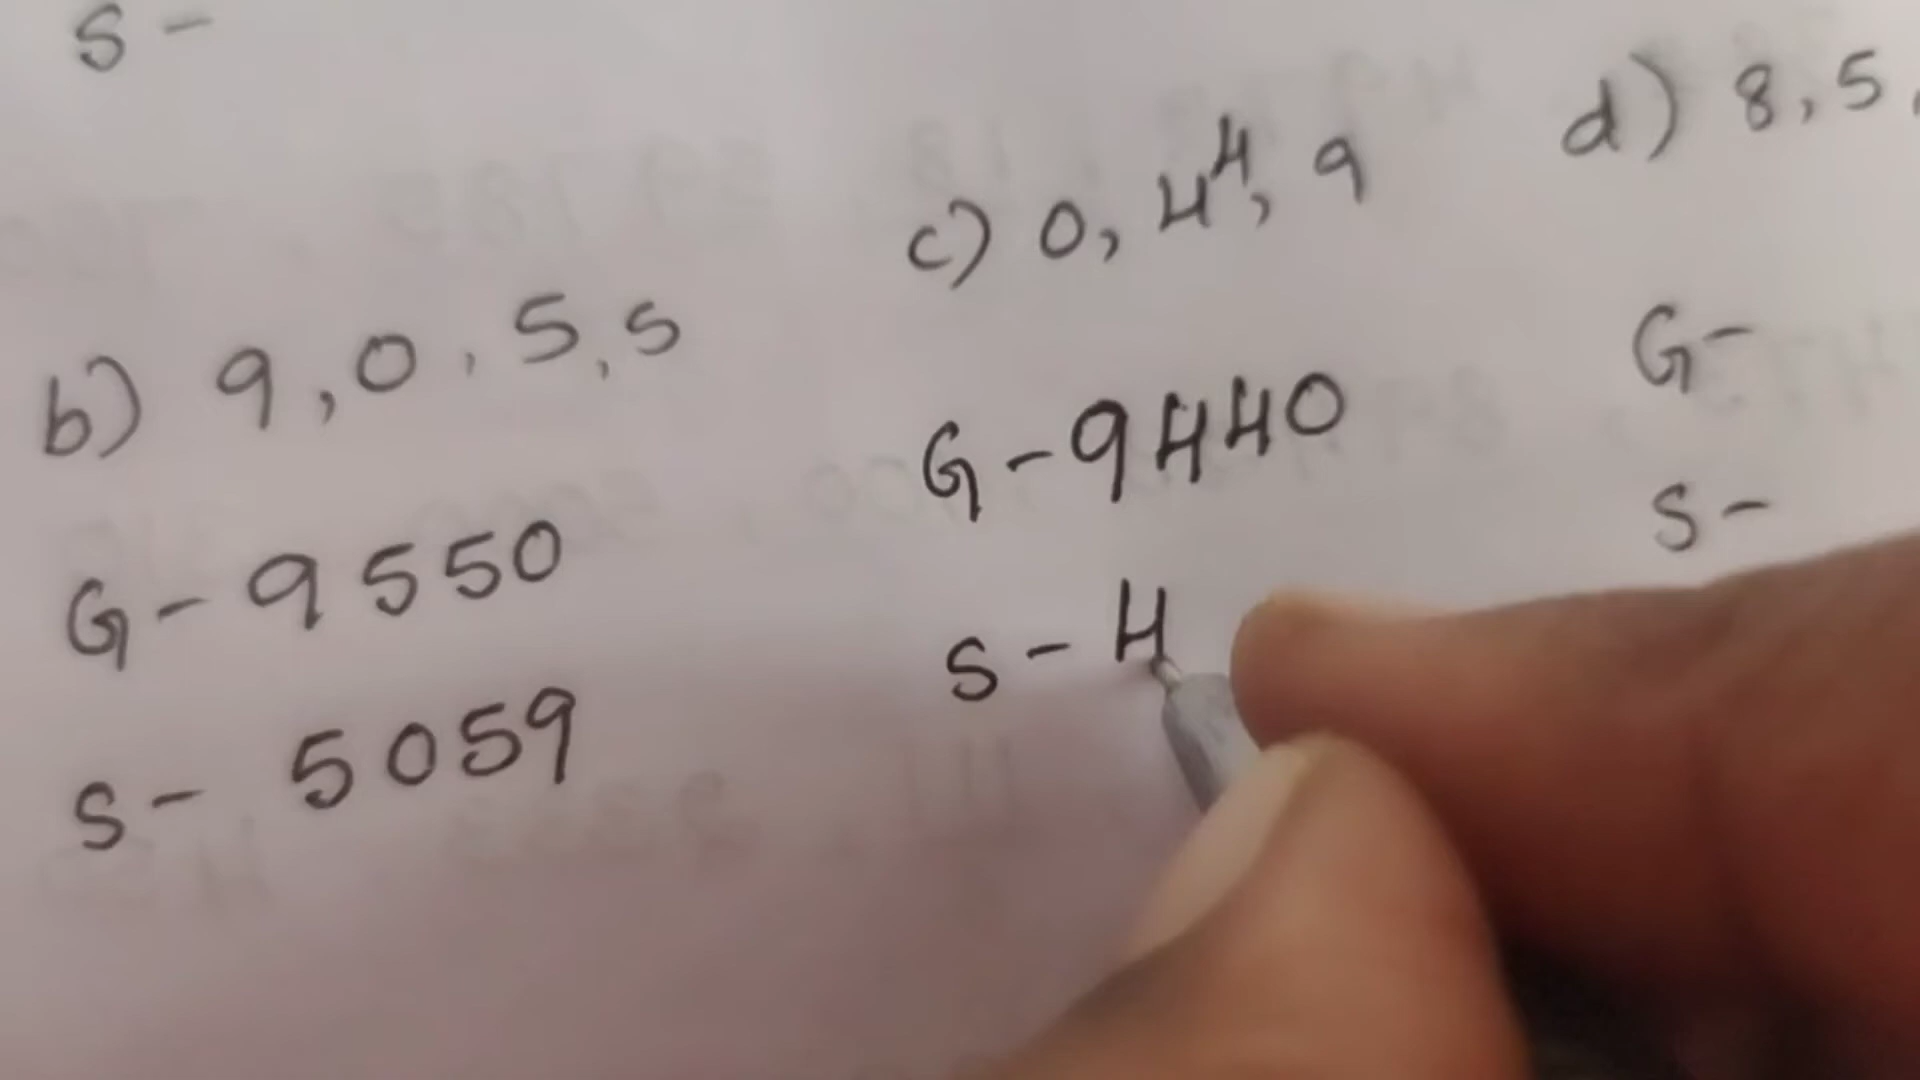 S -
b) 9, 0, 5, 5
G - 9550
S - 5059
c) 0, 4 4, 9
G - 9440
S - 4
d) 8, 5,
G -
S -